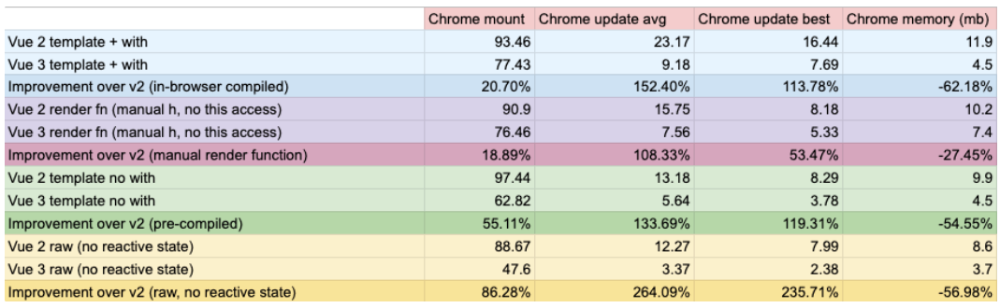 Chrome mount Chrome update avg Chrome update best Chrome memory (mb)
Vue 2 template + with 93.46 23.17 16.44 11.9
Vue 3 template + with 77.43 9.18 7.69 4.5
Improvement over v2 (in-browser compiled) 20.70% 152.40% 113.78% -62.18%
Vue 2 render fn (manual h, no this access) 90.9 15.75 8.18 10.2
Vue 3 render fn (manual h, no this access) 76.46 7.56 5.33 7.4
Improvement over v2 (manual render function) 18.89% 108.33% 53.47% -27.45%
Vue 2 template no with 97.44 13.18 8.29 9.9
Vue 3 template no with 62.82 5.64 3.78 4.5
Improvement over v2 (pre-compiled) 55.11% 133.69% 119.31% -54.55%
Vue 2 raw (no reactive state) 88.67 12.27 7.99 8.6
Vue 3 raw (no reactive state) 47.6 3.37 2.38 3.7
Improvement over v2 (raw, no reactive state) 86.28% 264.09% 235.71% -56.98%